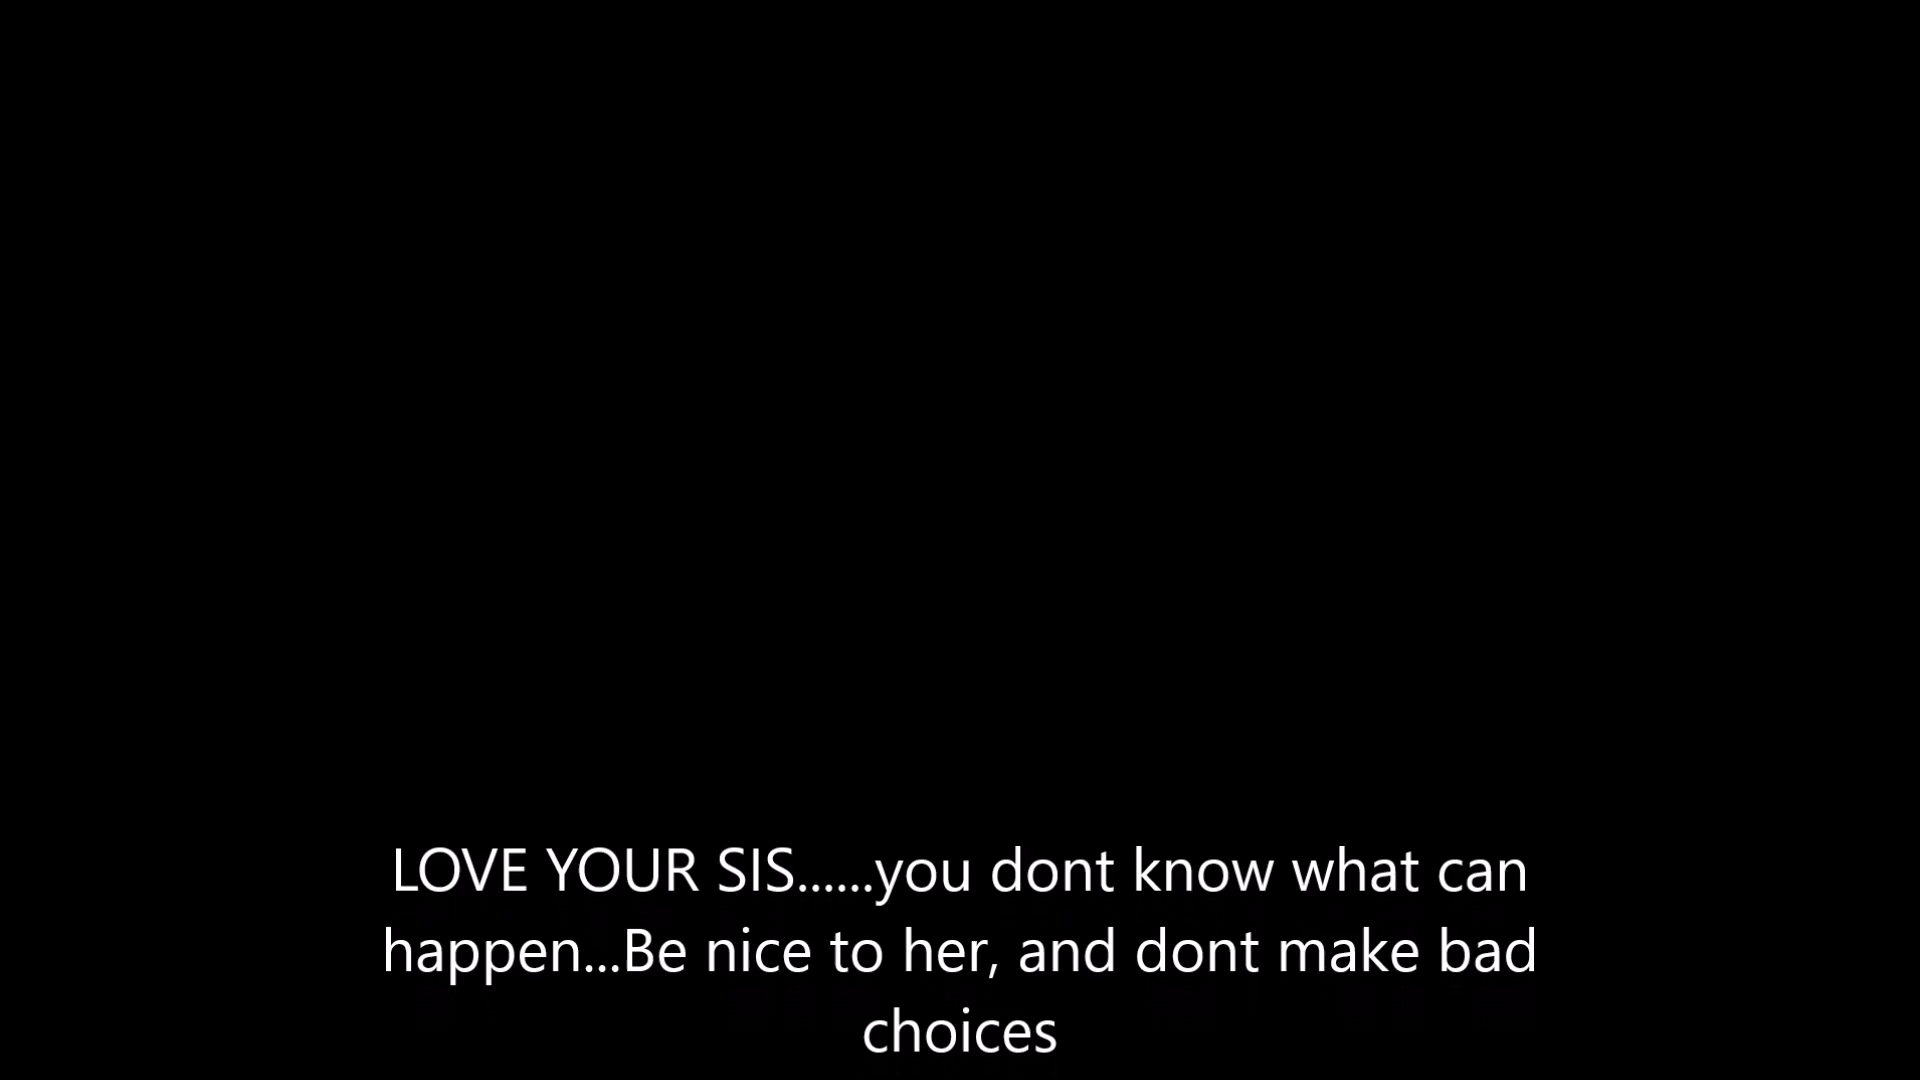 LOVE YOUR SIS......you dont know what can
happen...Be nice to her, and dont make bad
choices